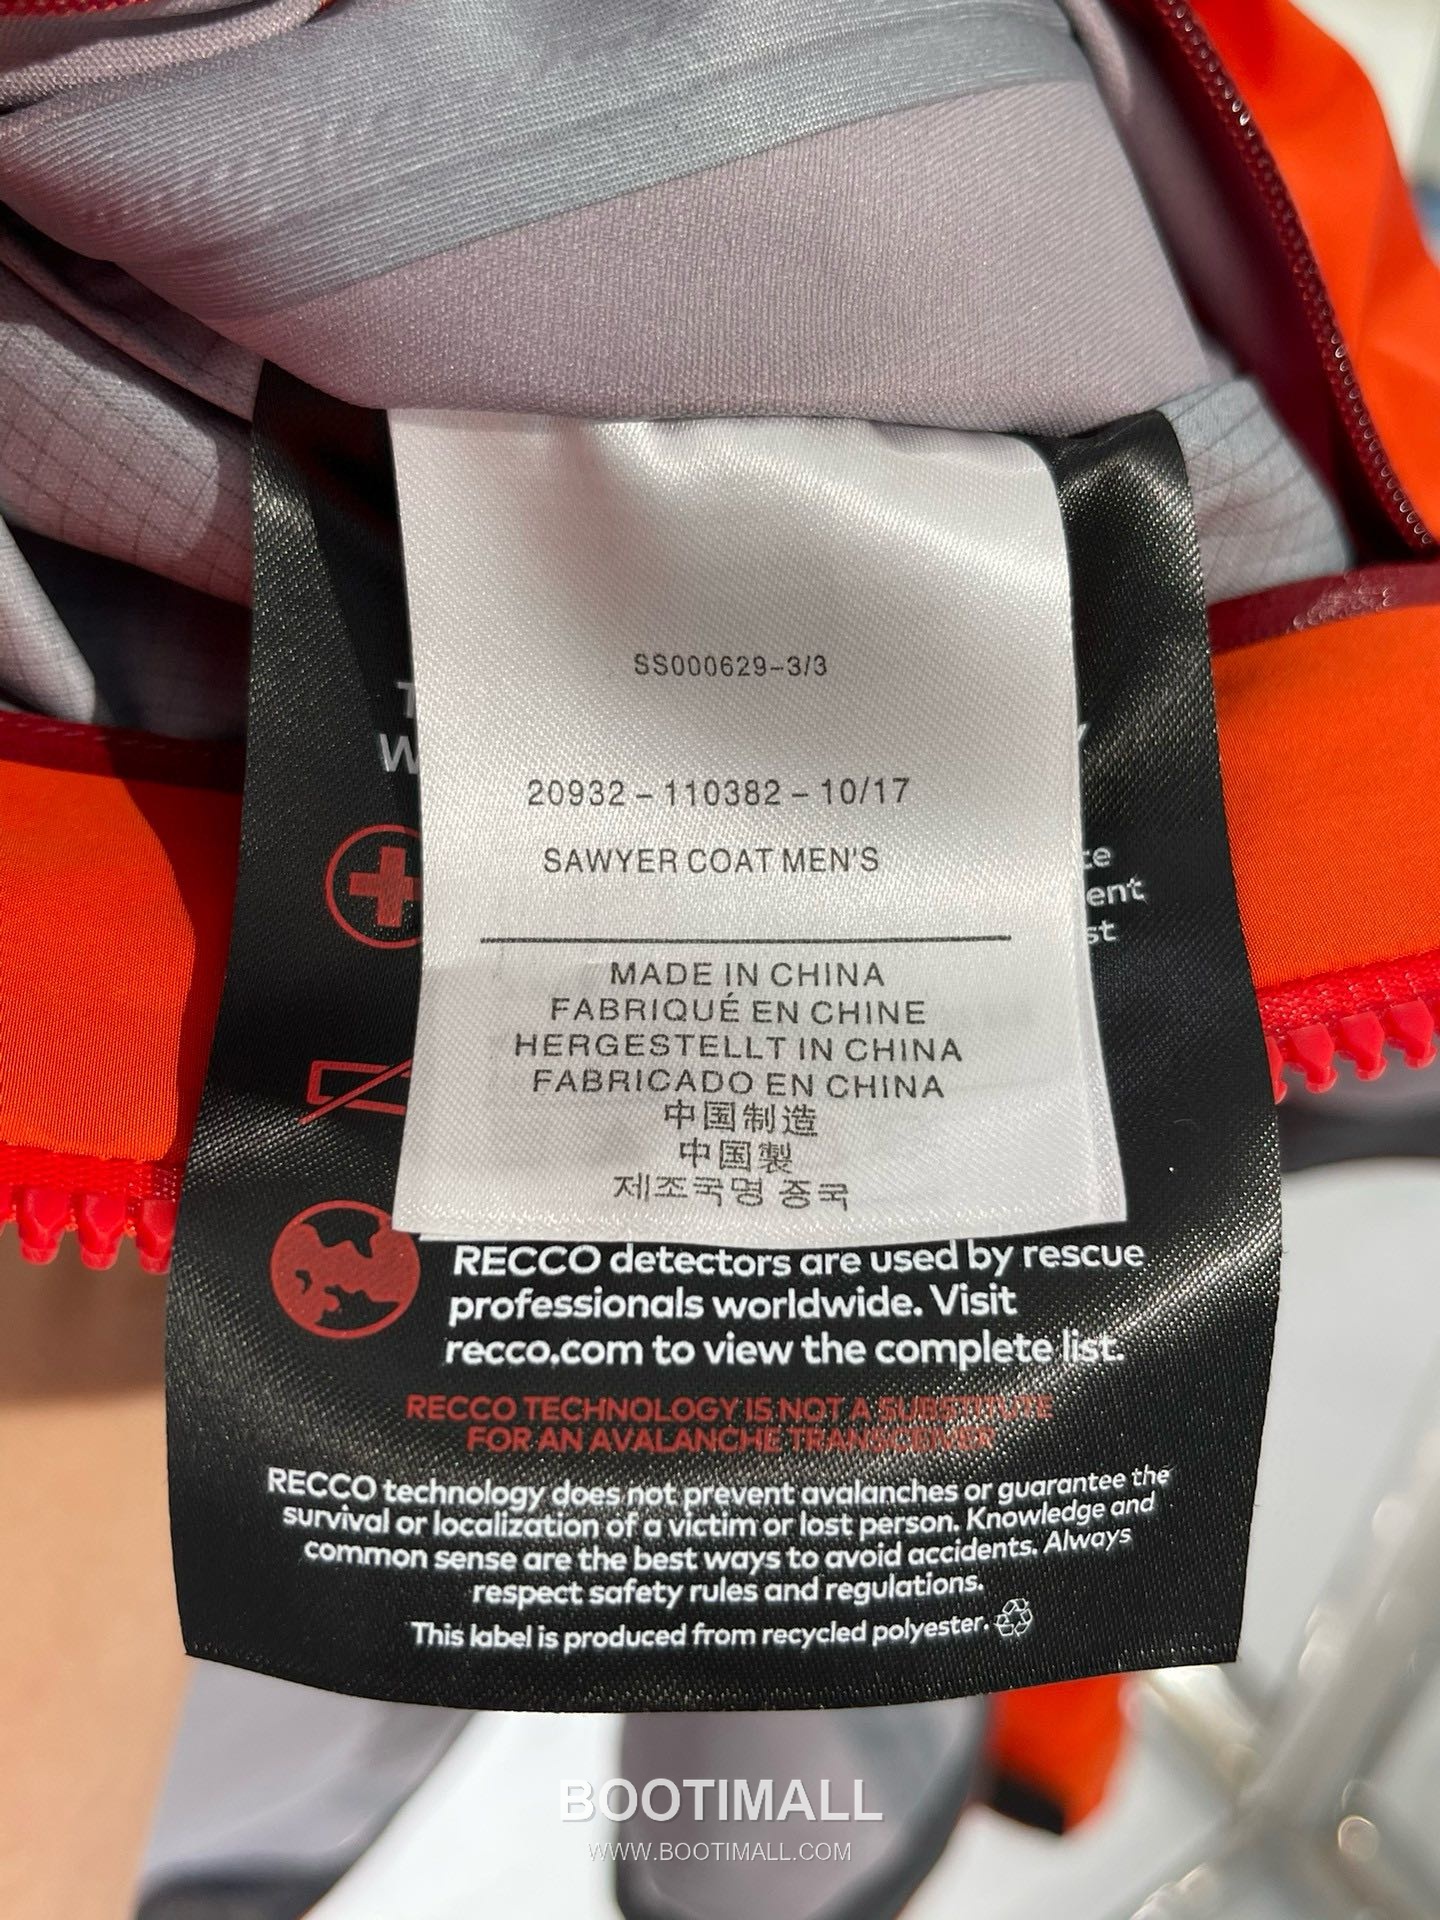 SS000629-3/3
20932 - 110382 - 10/17
SAWYER COAT MEN'S
MADE IN CHINA
FABRIQUÉ EN CHINE
HERGESTELLT IN CHINA
FABRICADO EN CHINA
中国制造
中国製
제조국명 중국
RECCO detectors are used by rescue
professionals worldwide. Visit
recco.com to view the complete list.
RECCO TECHNOLOGY IS NOT A SUBSTITUTE
FOR AN AVALANCHE TRANSCEIVER
RECCO technology does not prevent avalanches or guarantee the
survival or localization of a victim or lost person. Knowledge and
common sense are the best ways to avoid accidents. Always
respect safety rules and regulations.
This label is produced from recycled polyester.
BOOTIMALL
WWW.BOOTIMALL.COM